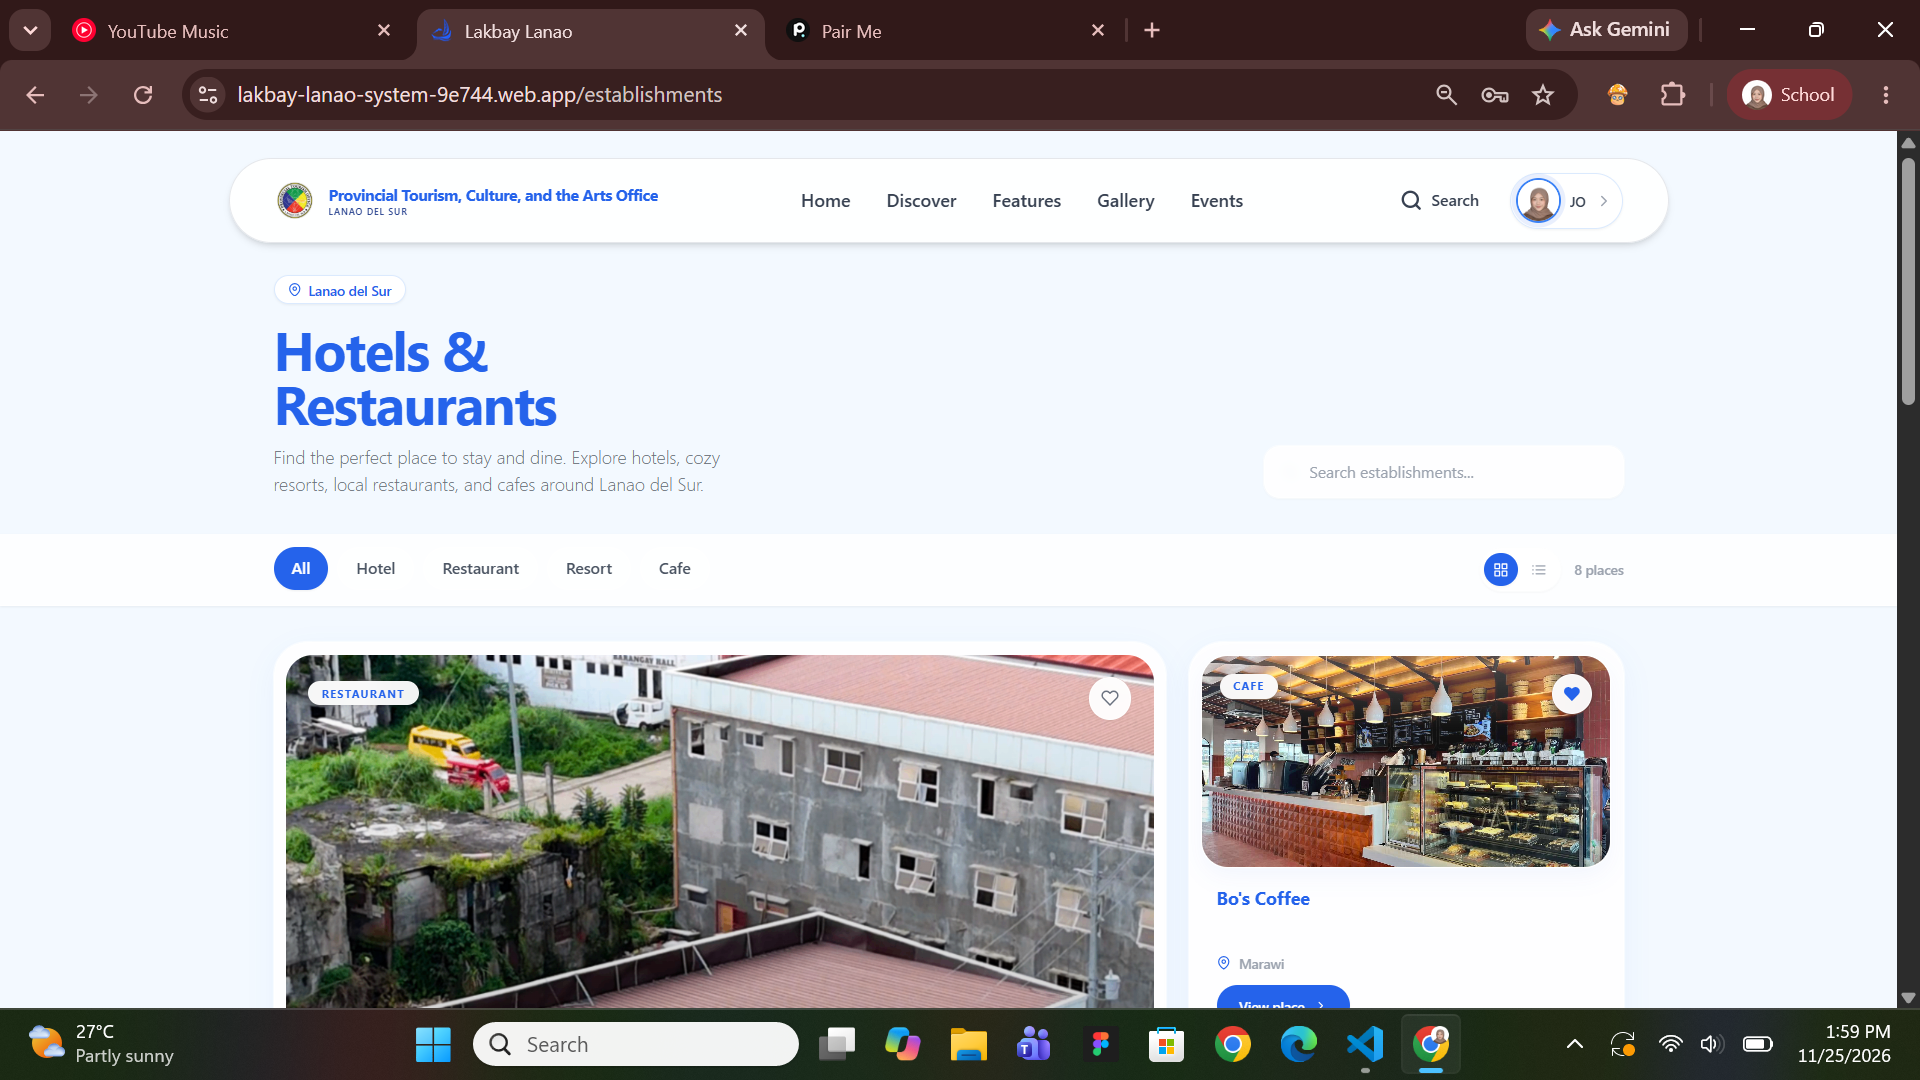 YouTube Music
Lakbay Lanao
Pair Me
Ask Gemini
lakbay-lanao-system-9e744.web.app/establishments
School
Provincial Tourism, Culture, and the Arts Office
LANAO DEL SUR
Home
Discover
Features
Gallery
Events
Search
JO
Lanao del Sur
Hotels &
Restaurants
Find the perfect place to stay and dine. Explore hotels, cozy
resorts, local restaurants, and cafes around Lanao del Sur.
Search establishments...
All
Hotel
Restaurant
Resort
Cafe
8 places
BARANGAY HALL
RESTAURANT
CAFE
Bo's Coffee
Marawi
View place
27°C
Partly sunny
Search
1:59 PM
11/25/2026